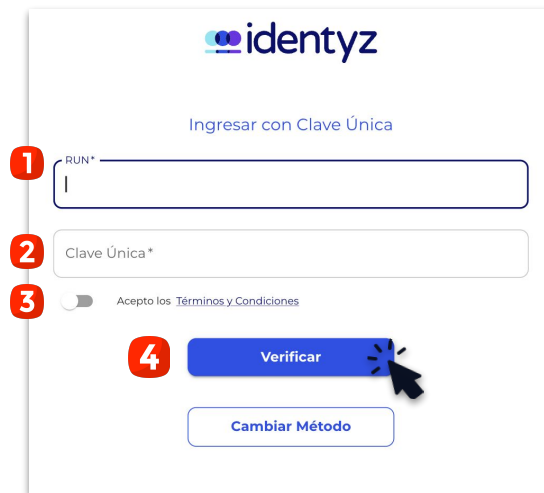 identyz
Ingresar con Clave Única
1
RUN*
2
Clave Única*
3
Acepto los Términos y Condiciones
4
Verificar
Cambiar Método